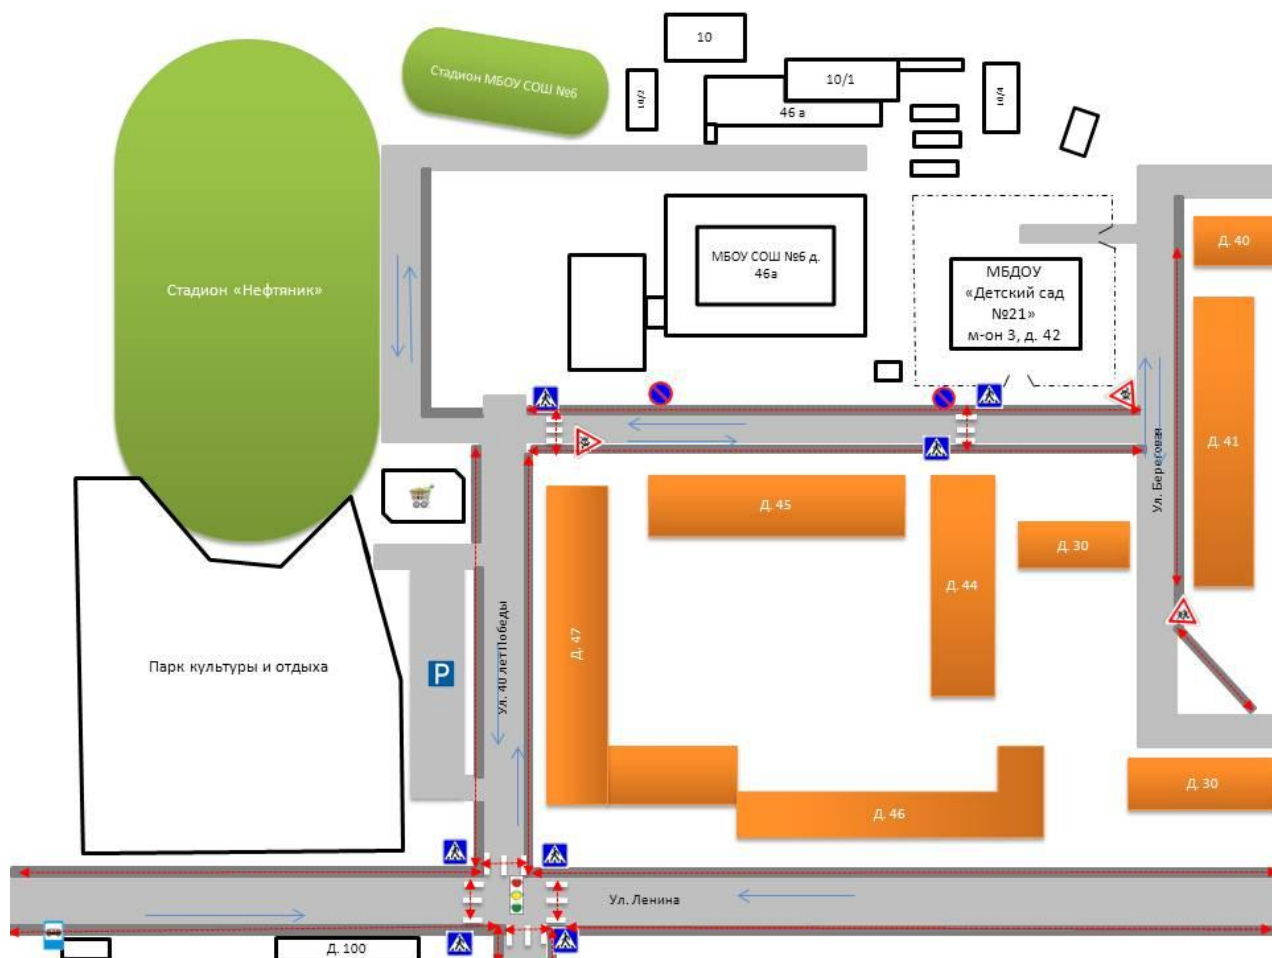 10
Стадион МБОУ СОШ №6
10/2
10/1
10/4
46 а
Д. 40
МБОУ СОШ №6 д.
46а
МБДОУ
«Детский сад
№21»
м-он 3, д. 42
Стадион «Нефтяник»
Д. 41
Ул. Береговая
Д. 45
Д. 30
Д. 44
Д. 47
Ул. 40 лет Победы
Парк культуры и отдыха
P
Д. 30
Д. 46
Ул. Ленина
Д. 100